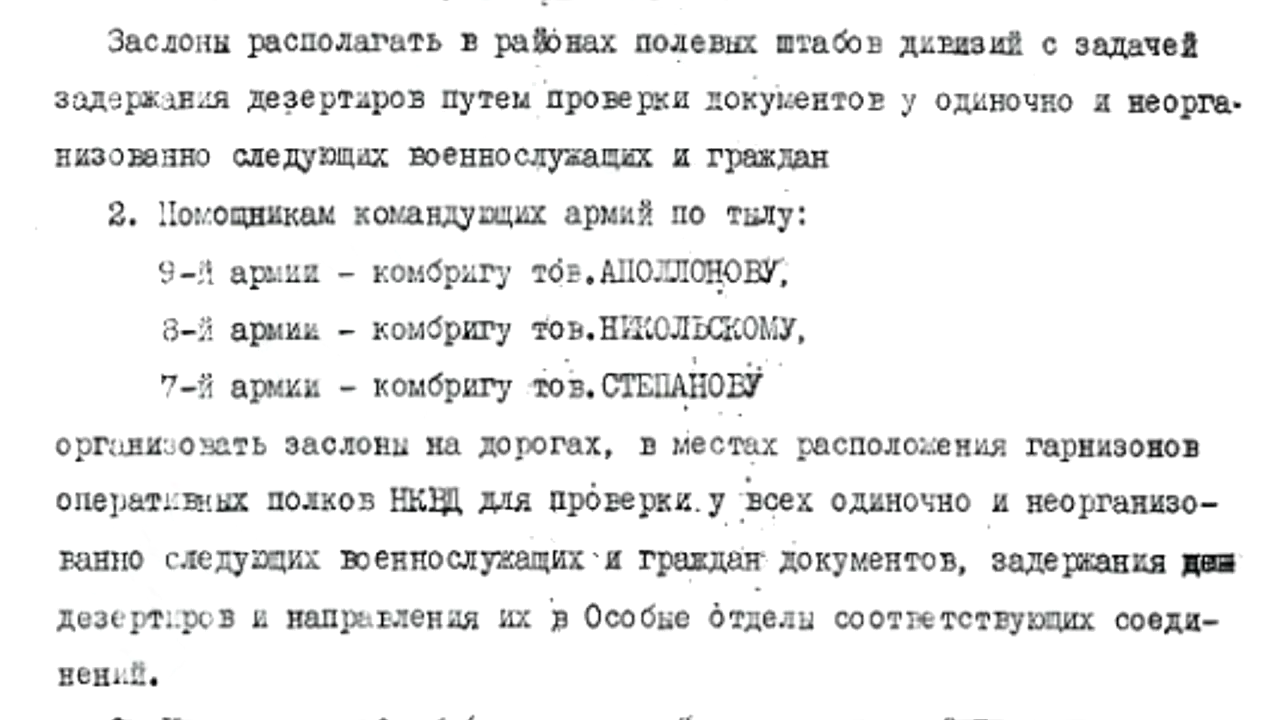 Заслоны располагать в районах полевых штабов дивизий с задачей
задержания дезертиров путем проверки документов у одиночно и неорга-
низованно следующих военнослужащих и граждан
2. Помощникам командующих армий по тылу:
9-й армии – комбригу тов.АПОЛЛОНОВУ,
8-й армии – комбригу тов.НИКОЛЬСКОМУ,
7-й армии – комбригу тов.СТЕПАНОВУ
организовать заслоны на дорогах, в местах расположения гарнизонов
оперативных полков НКВД для проверки у всех одиночно и неорганизо-
ванно следующих военнослужащих и граждан документов, задержания
дезертиров и направления их в Особые отделы соответствующих соеди-
нений.